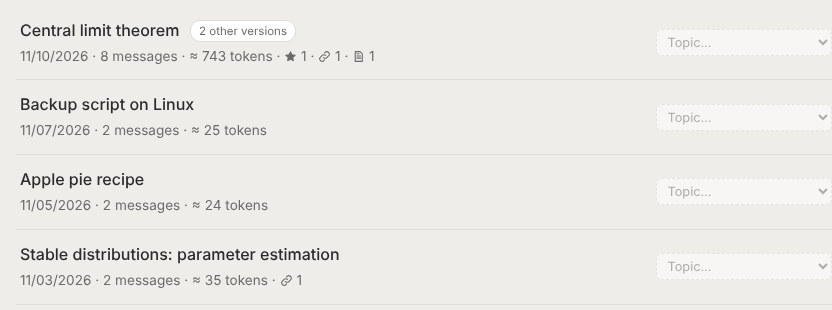 Central limit theorem 2 other versions
11/10/2026 · 8 messages · ≈ 743 tokens · ★ 1 · 1 · 1
Topic...
Backup script on Linux
11/07/2026 · 2 messages · ≈ 25 tokens
Topic...
Apple pie recipe
11/05/2026 · 2 messages · ≈ 24 tokens
Topic...
Stable distributions: parameter estimation
11/03/2026 · 2 messages · ≈ 35 tokens · 1
Topic...